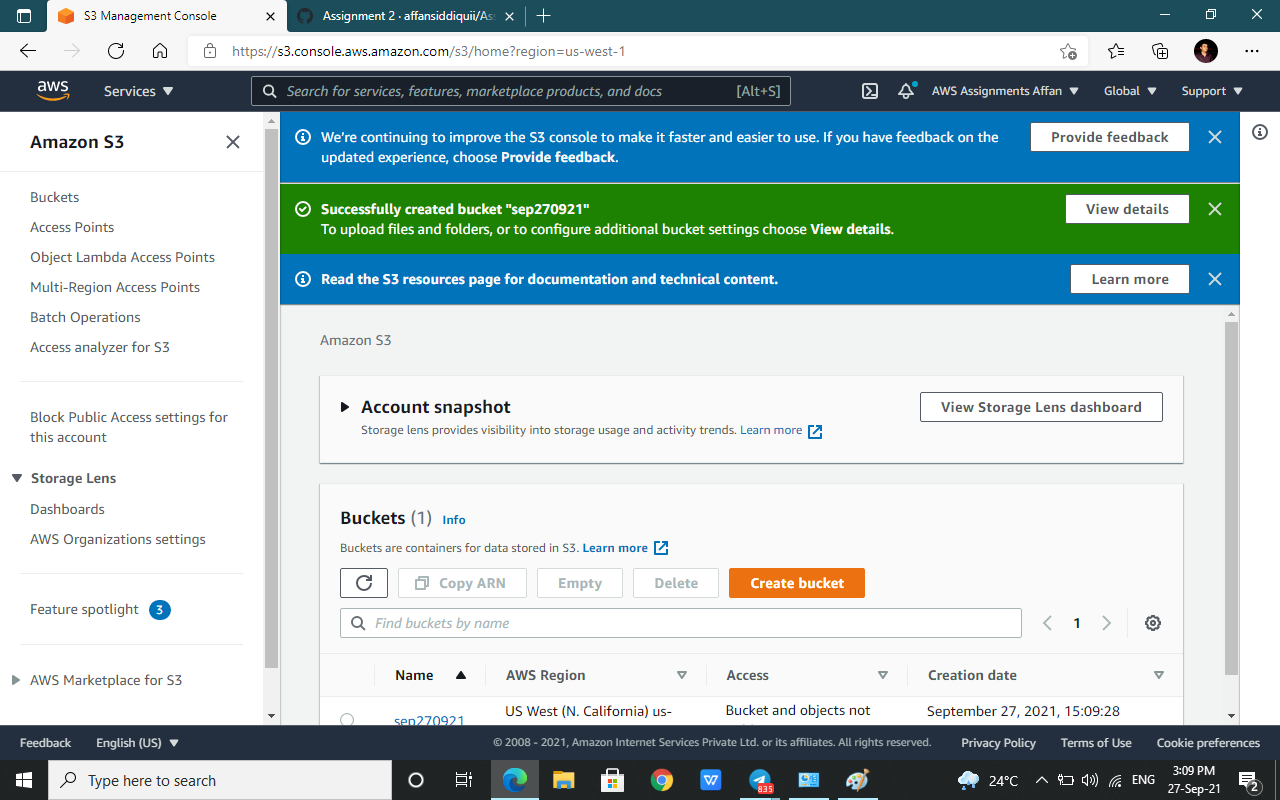 S3 Management Console
Assignment 2 · affansiddiquii/As
https://s3.console.aws.amazon.com/s3/home?region=us-west-1
aws
Services
Search for services, features, marketplace products, and docs
[Alt+S]
AWS Assignments Affan
Global
Support
Amazon S3
Buckets
Access Points
Object Lambda Access Points
Multi-Region Access Points
Batch Operations
Access analyzer for S3
Block Public Access settings for
this account
Storage Lens
Dashboards
AWS Organizations settings
Feature spotlight 3
AWS Marketplace for S3
We're continuing to improve the S3 console to make it faster and easier to use. If you have feedback on the
updated experience, choose Provide feedback.
Provide feedback
Successfully created bucket "sep270921"
To upload files and folders, or to configure additional bucket settings choose View details.
View details
Read the S3 resources page for documentation and technical content.
Learn more
Amazon S3
Account snapshot
Storage lens provides visibility into storage usage and activity trends. Learn more
View Storage Lens dashboard
Buckets (1) Info
Buckets are containers for data stored in S3. Learn more
Copy ARN
Empty
Delete
Create bucket
Find buckets by name
1
Name
AWS Region
Access
Creation date
sep270921
US West (N. California) us-
Bucket and objects not
September 27, 2021, 15:09:28
Feedback
English (US)
© 2008 - 2021, Amazon Internet Services Private Ltd. or its affiliates. All rights reserved.
Privacy Policy
Terms of Use
Cookie preferences
Type here to search
835
24°C
ENG
3:09 PM
27-Sep-21
2